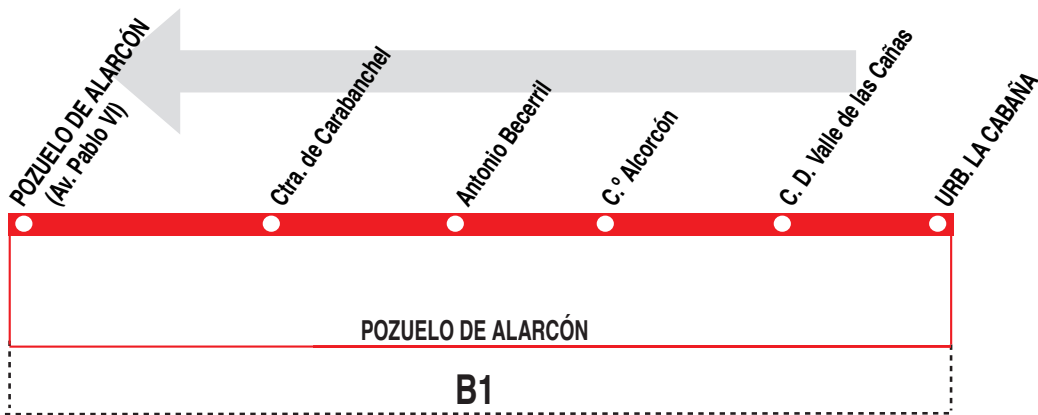 POZUELO DE ALARCÓN
(Av. Pablo VI)
Ctra. de Carabanchel
Antonio Becerril
C.º Alcorcón
C. D. Valle de las Cañas
URB. LA CABAÑA
POZUELO DE ALARCÓN
B1